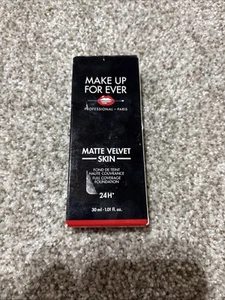 MAKE UP
FOR EVER
PROFESSIONAL - PARIS
MATTE VELVET
SKIN
FOND DE TEINT
HAUTE COUVRANCE
FULL COVERAGE
FOUNDATION
24H*
30 ml - 1.01 fl. oz.